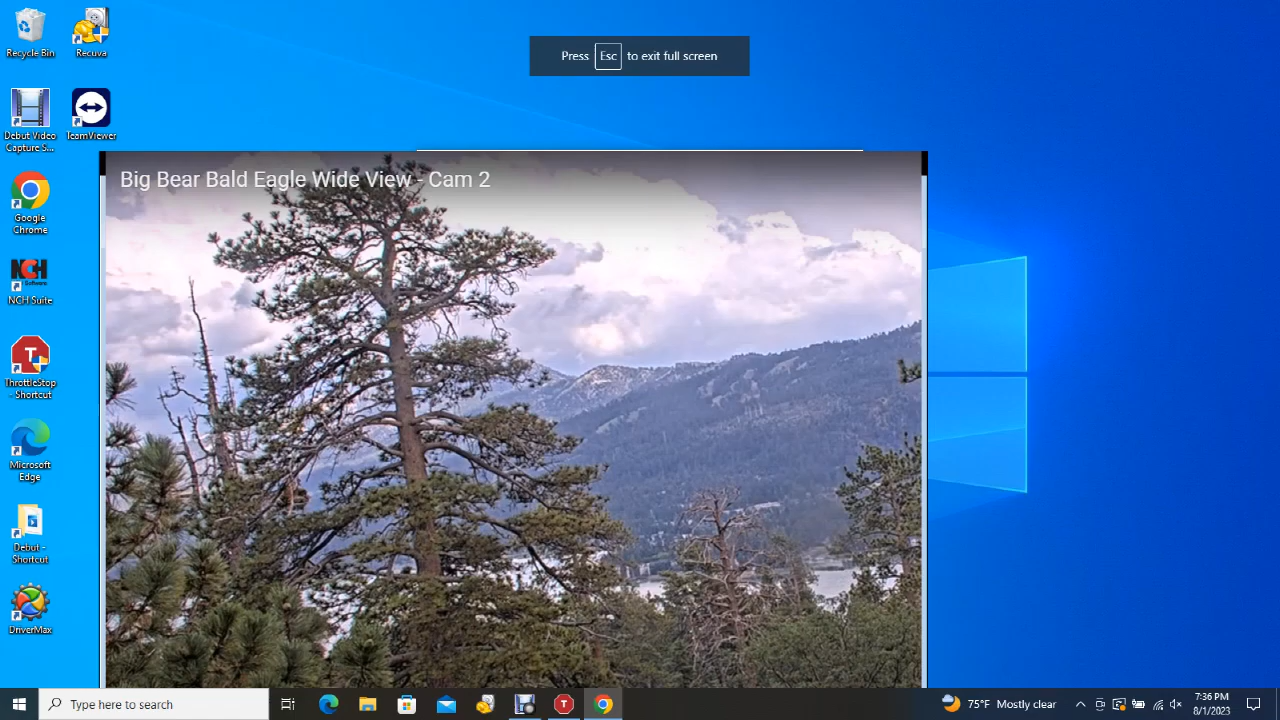 Recycle Bin
Recuva
Press Esc to exit full screen
Debut Video
Capture S...
TeamViewer
Big Bear Bald Eagle Wide View - Cam 2
Google
Chrome
NCH
Software
NCH Suite
T
ThrottleStop
- Shortcut
Microsoft
Edge
Debut -
Shortcut
DriverMax
Type here to search
T
75°F Mostly clear
7:36 PM
8/1/2023